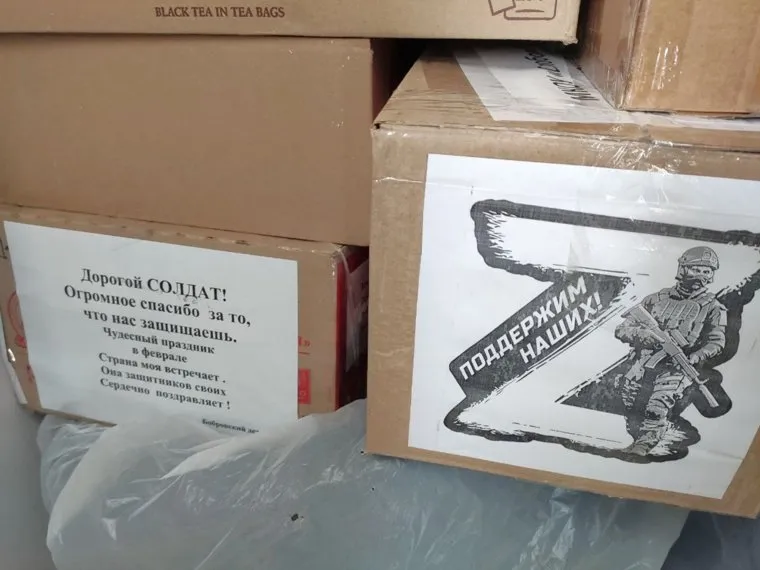 BLACK TEA IN TEA BAGS
Дорогой СОЛДАТ!
Огромное спасибо за то,
что нас защищаешь.
Чудесный праздник
в феврале
Страна моя встречает .
Она защитников своих
Сердечно поздравляет !
Бобровский
ПОДДЕРЖИМ
НАШИХ!